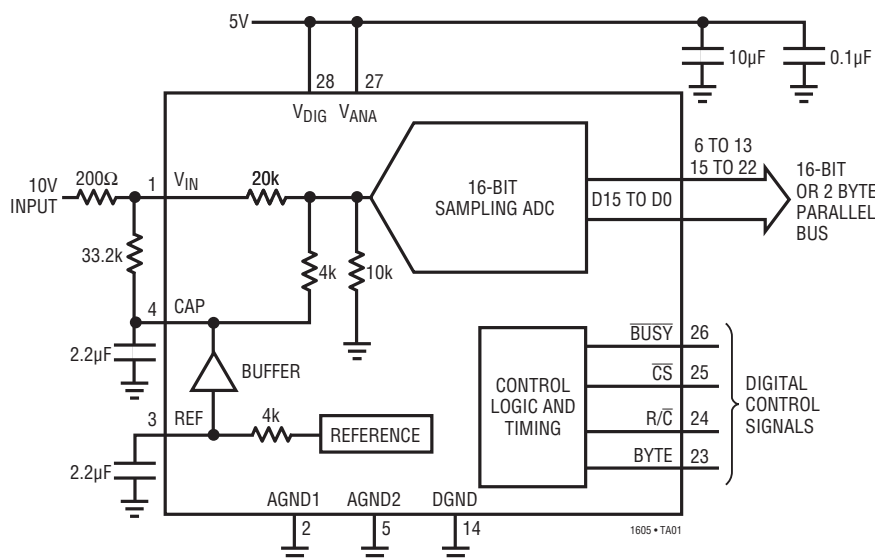 5V
10µF
0.1µF
28
27
VDIG
VANA
10V
INPUT
200Ω
1
VIN
20k
33.2k
4k
10k
16-BIT
SAMPLING ADC
D15 TO D0
6 TO 13
15 TO 22
16-BIT
OR 2 BYTE
PARALLEL
BUS
4
CAP
2.2µF
BUFFER
3
REF
4k
REFERENCE
2.2µF
CONTROL
LOGIC AND
TIMING
BUSY
26
CS
25
R/C
24
BYTE
23
DIGITAL
CONTROL
SIGNALS
AGND1
AGND2
DGND
2
5
14
1605 • TA01